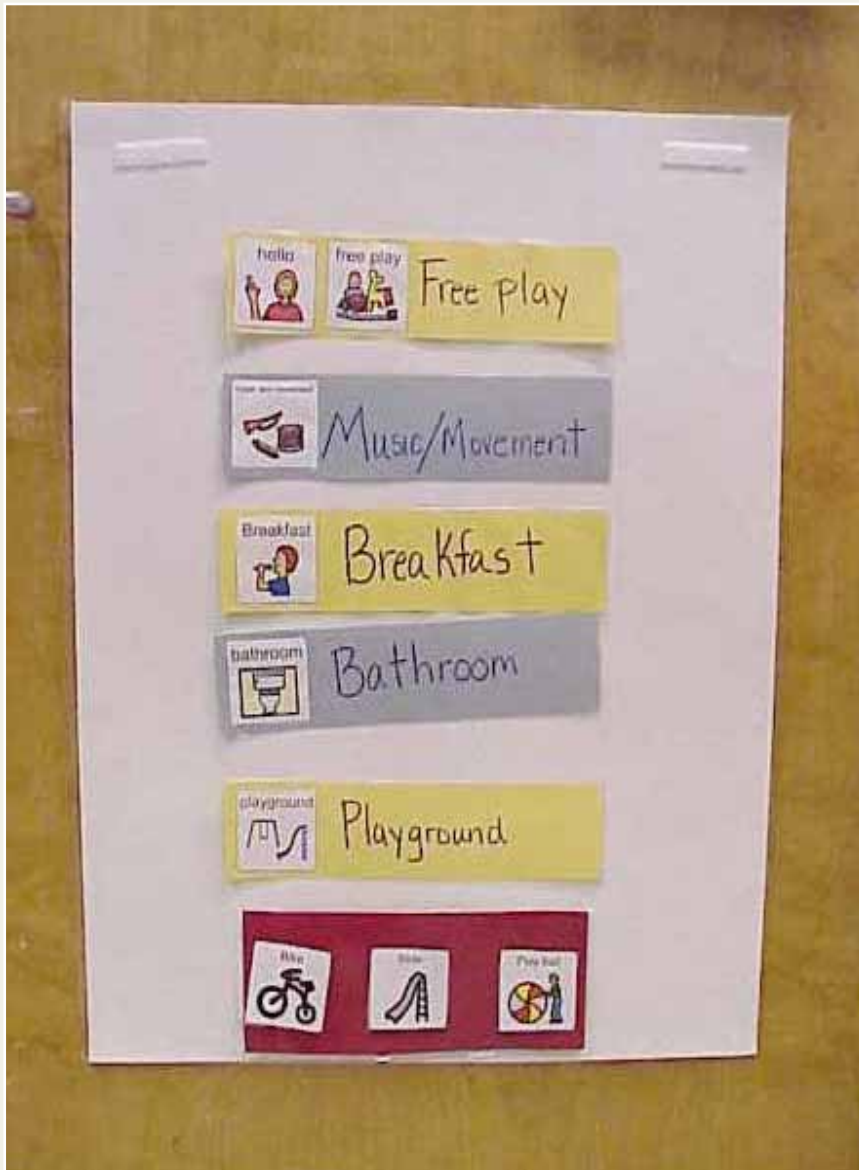 hello free play Free play
Music/Movement
Breakfast Breakfast
bathroom Bathroom
playground Playground
Bike Slide Play Ball